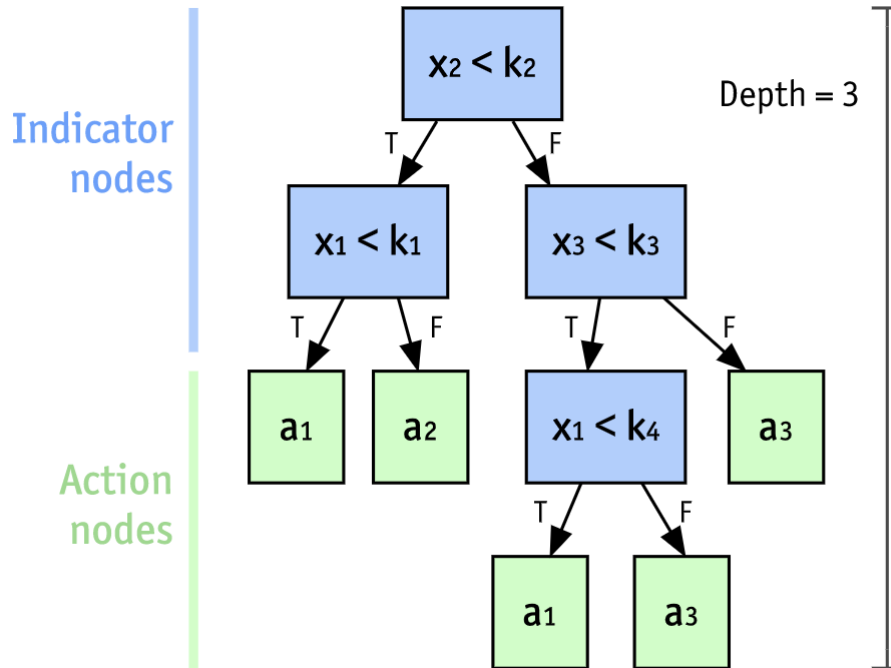 x2 < k2
Depth = 3
Indicator
nodes
T
F
x1 < k1
x3 < k3
T
F
T
F
a1
a2
x1 < k4
a3
Action
nodes
T
F
a1
a3